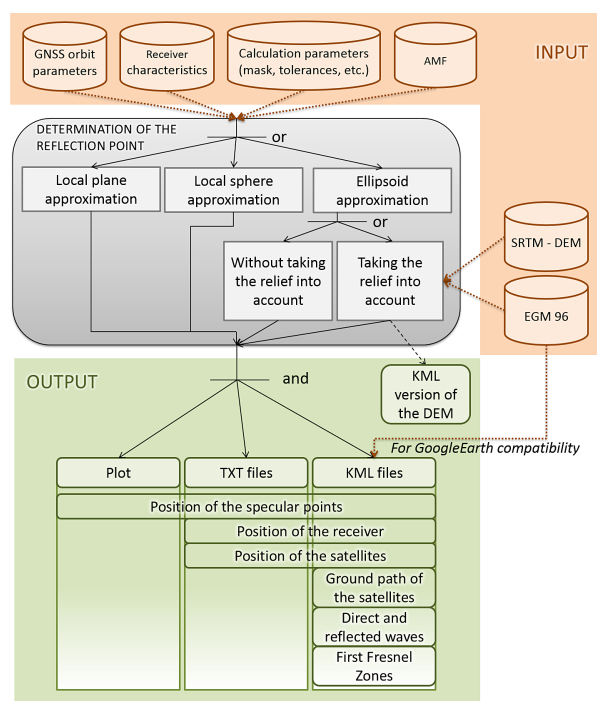 GNSS orbit
parameters
Receiver
characteristics
Calculation parameters
(mask, tolerances, etc.)
AMF
INPUT
DETERMINATION OF THE
REFLECTION POINT
or
Local plane
approximation
Local sphere
approximation
Ellipsoid
approximation
or
Without taking
the relief into
account
Taking the
relief into
account
SRTM - DEM
EGM 96
OUTPUT
and
KML
version of
the DEM
For GoogleEarth compatibility
Plot
TXT files
KML files
Position of the specular points
Position of the receiver
Position of the satellites
Ground path of
the satellites
Direct and
reflected waves
First Fresnel
Zones